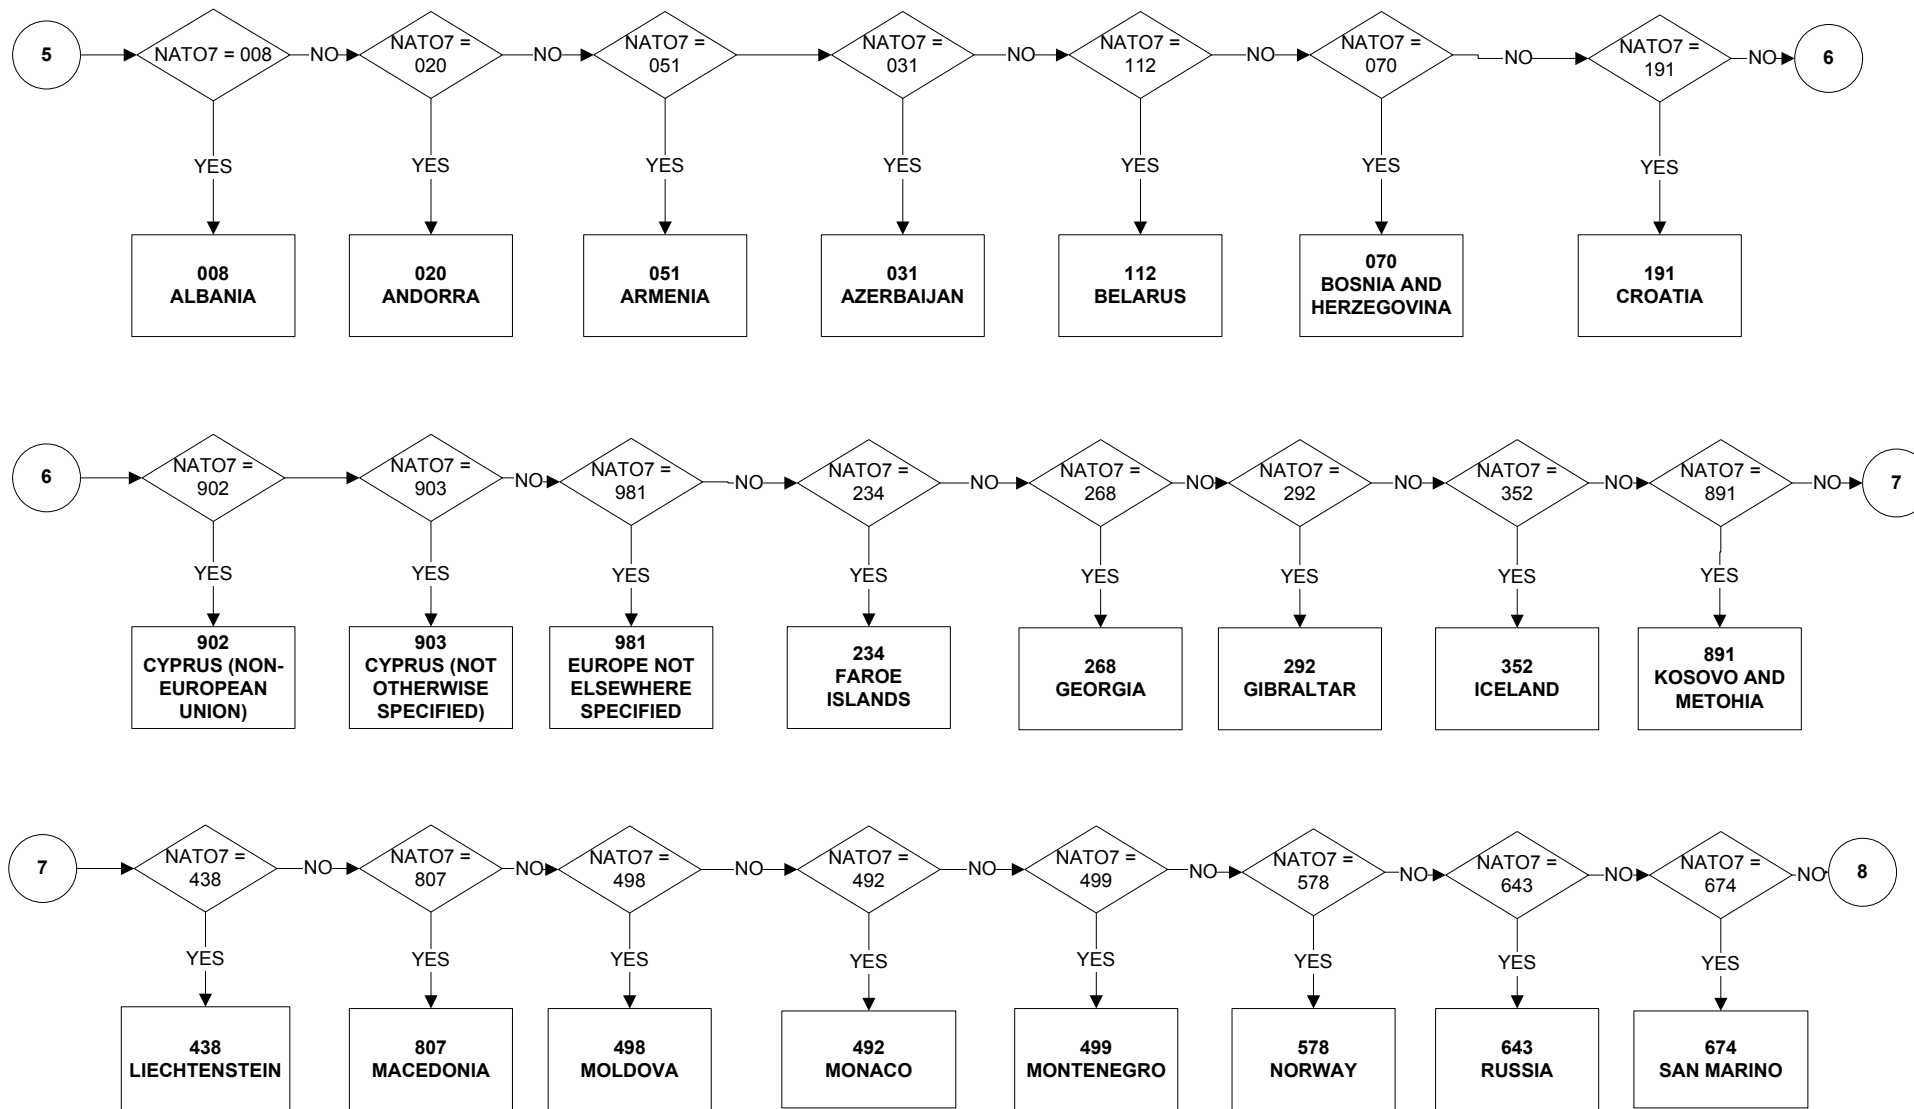 5
NATO7 = 008
NO
NATO7 =
020
NO
NATO7 =
051
NATO7 =
031
NO
NATO7 =
112
NO
NATO7 =
070
NO
NATO7 =
191
NO
6
YES
YES
YES
YES
YES
YES
YES
008
ALBANIA
020
ANDORRA
051
ARMENIA
031
AZERBAIJAN
112
BELARUS
070
BOSNIA AND
HERZEGOVINA
191
CROATIA
6
NATO7 =
902
NATO7 =
903
NO
NATO7 =
981
NO
NATO7 =
234
NO
NATO7 =
268
NO
NATO7 =
292
NO
NATO7 =
352
NO
NATO7 =
891
NO
7
YES
YES
YES
YES
YES
YES
YES
YES
902
CYPRUS (NON-
EUROPEAN
UNION)
903
CYPRUS (NOT
OTHERWISE
SPECIFIED)
981
EUROPE NOT
ELSEWHERE
SPECIFIED
234
FAROE
ISLANDS
268
GEORGIA
292
GIBRALTAR
352
ICELAND
891
KOSOVO AND
METOHIA
7
NATO7 =
438
NO
NATO7 =
807
NO
NATO7 =
498
NO
NATO7 =
492
NO
NATO7 =
499
NO
NATO7 =
578
NO
NATO7 =
643
NO
NATO7 =
674
NO
8
YES
YES
YES
YES
YES
YES
YES
YES
438
LIECHTENSTEIN
807
MACEDONIA
498
MOLDOVA
492
MONACO
499
MONTENEGRO
578
NORWAY
643
RUSSIA
674
SAN MARINO